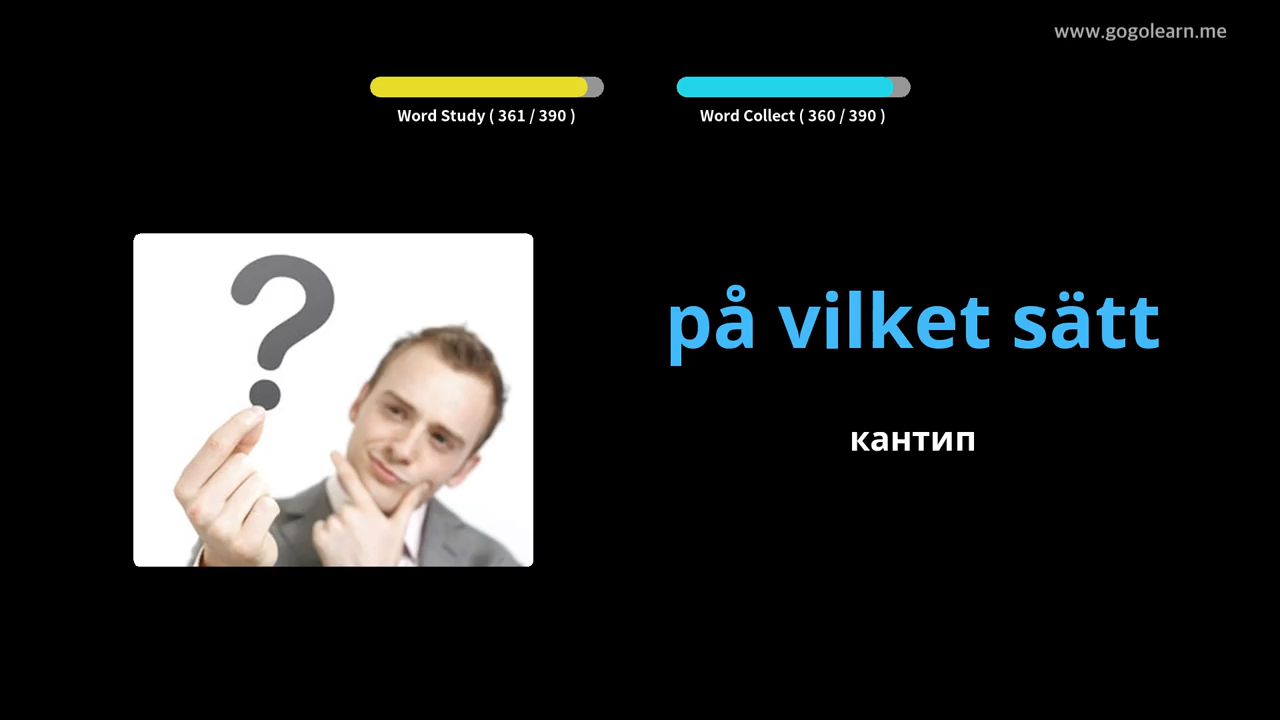 www.gogolearn.me
Word Study ( 361 / 390 )
Word Collect ( 360 / 390 )
på vilket sätt
кантип